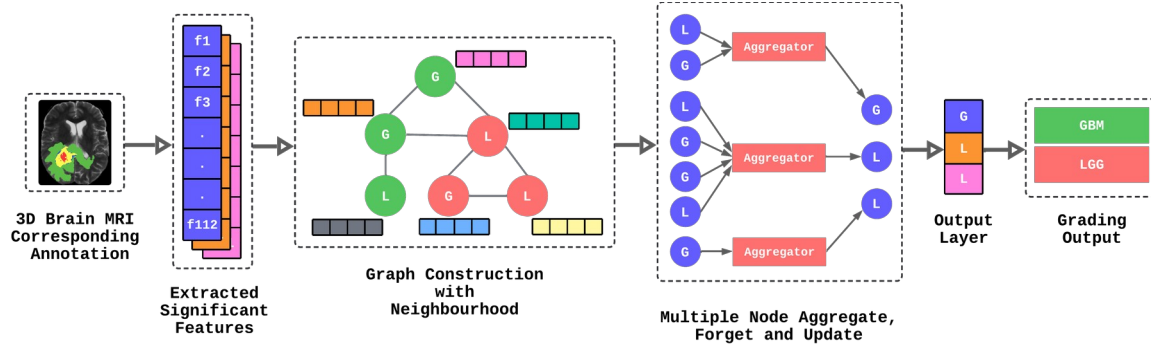 f1
f2
f3
.
.
.
f112
3D Brain MRI
Corresponding
Annotation
Extracted
Significant
Features
G
G
L
L
G
L
Graph Construction
with
Neighbourhood
L
G
Aggregator
L
G
G
L
Aggregator
G
Aggregator
G
L
L
Multiple Node Aggregate,
Forget and Update
G
L
L
Output
Layer
GBM
LGG
Grading
Output